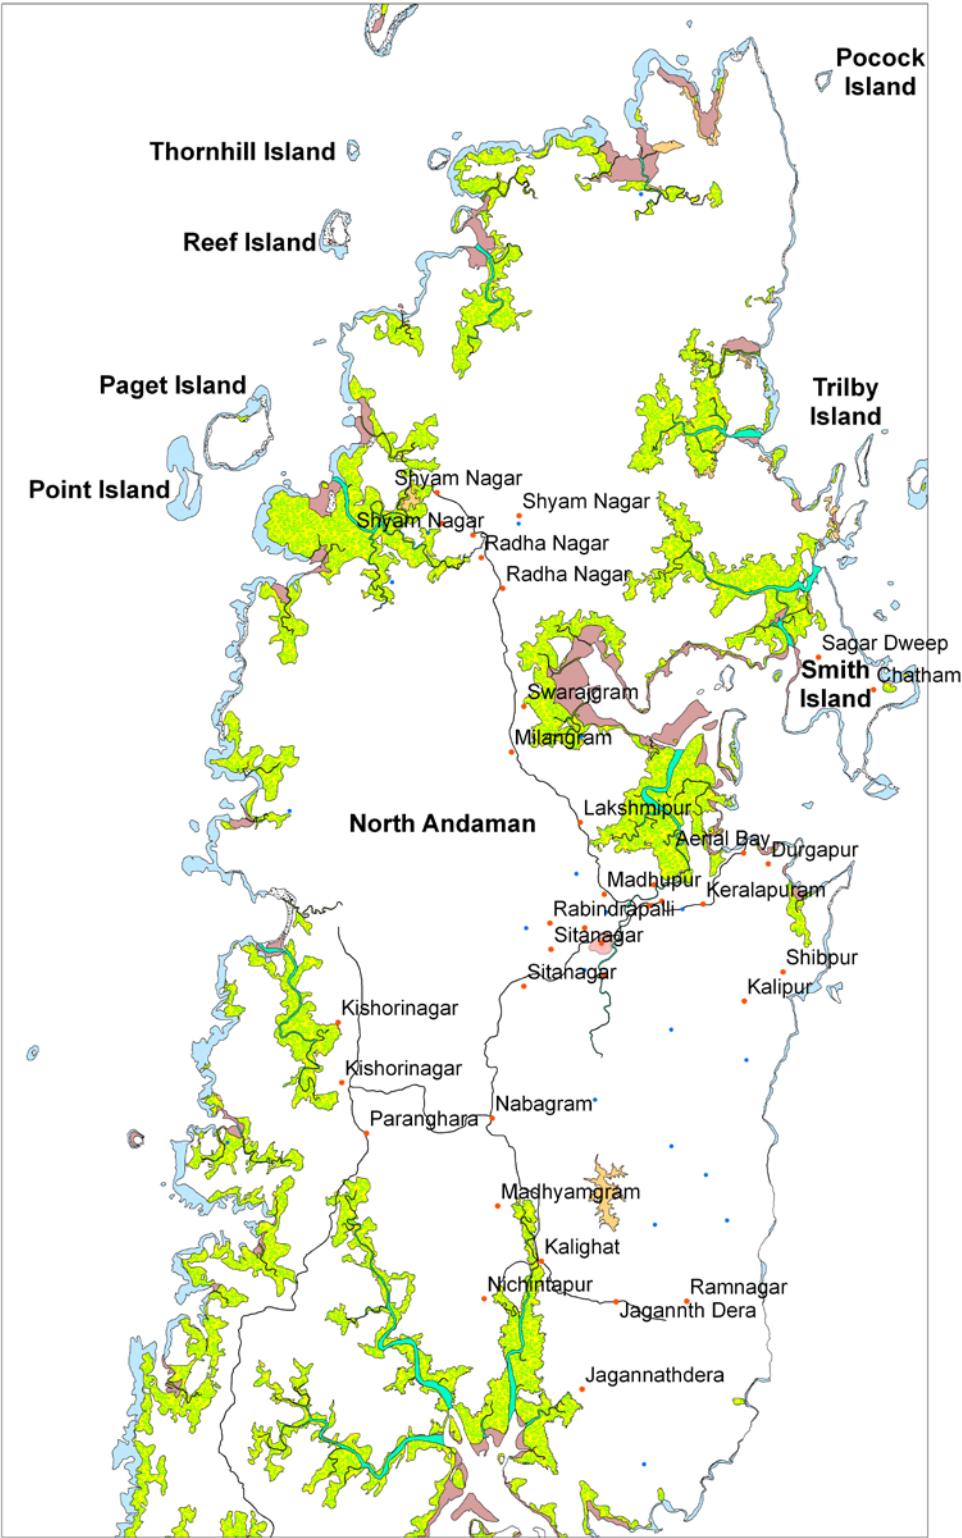 Pocock
Island
Thornhill Island
Reef Island
Paget Island
Trilby
Island
Point Island
Shyam Nagar
Shyam Nagar
Shyam Nagar
Radha Nagar
Radha Nagar
Sagar Dweep
Smith
Island
Chatham
Swarajgram
Milangram
Lakshmipur
North Andaman
Aerial Bay
Durgapur
Madhupur
Keralapuram
Rabindrapalli
Sitanagar
Shibpur
Sitanagar
Kalipur
Kishorinagar
Kishorinagar
Nabagram
Paranghara
Madhyamgram
Kalighat
Nichintapur
Ramnagar
Jagannth Dera
Jagannathdera